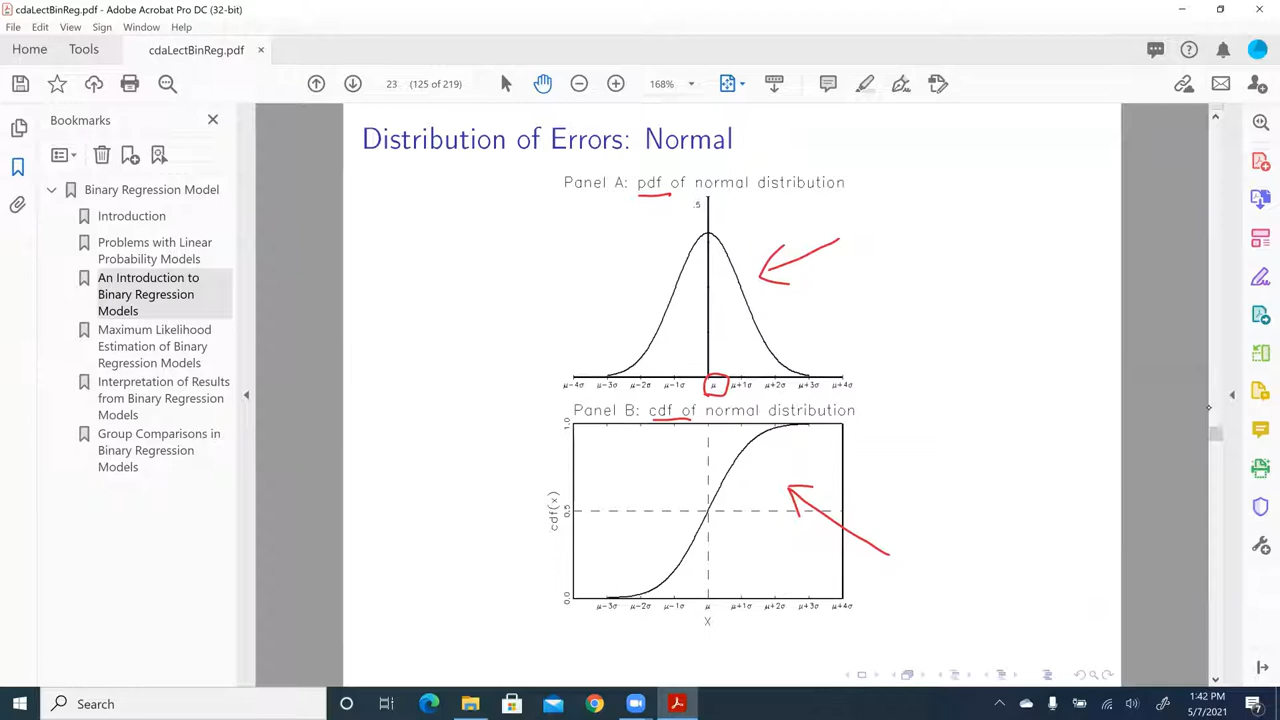 cdaLectBinReg.pdf - Adobe Acrobat Pro DC (32-bit)
File Edit View Sign Window Help
Home Tools cdaLectBinReg.pdf ×
? 
23 (125 of 219) 168%
Bookmarks
Binary Regression Model
Introduction
Problems with Linear
Probability Models
An Introduction to
Binary Regression
Models
Maximum Likelihood
Estimation of Binary
Regression Models
Interpretation of Results
from Binary Regression
Models
Group Comparisons in
Binary Regression
Models
Distribution of Errors: Normal
Panel A: pdf of normal distribution
.5
μ-4σ μ-3σ μ-2σ μ-1σ μ μ+1σ μ+2σ μ+3σ μ+4σ
Panel B: cdf of normal distribution
1.0
cdf(x)
0.5
0.0
μ-3σ μ-2σ μ-1σ μ μ+1σ μ+2σ μ+3σ μ+4σ
X
Search
1:42 PM
5/7/2021
7